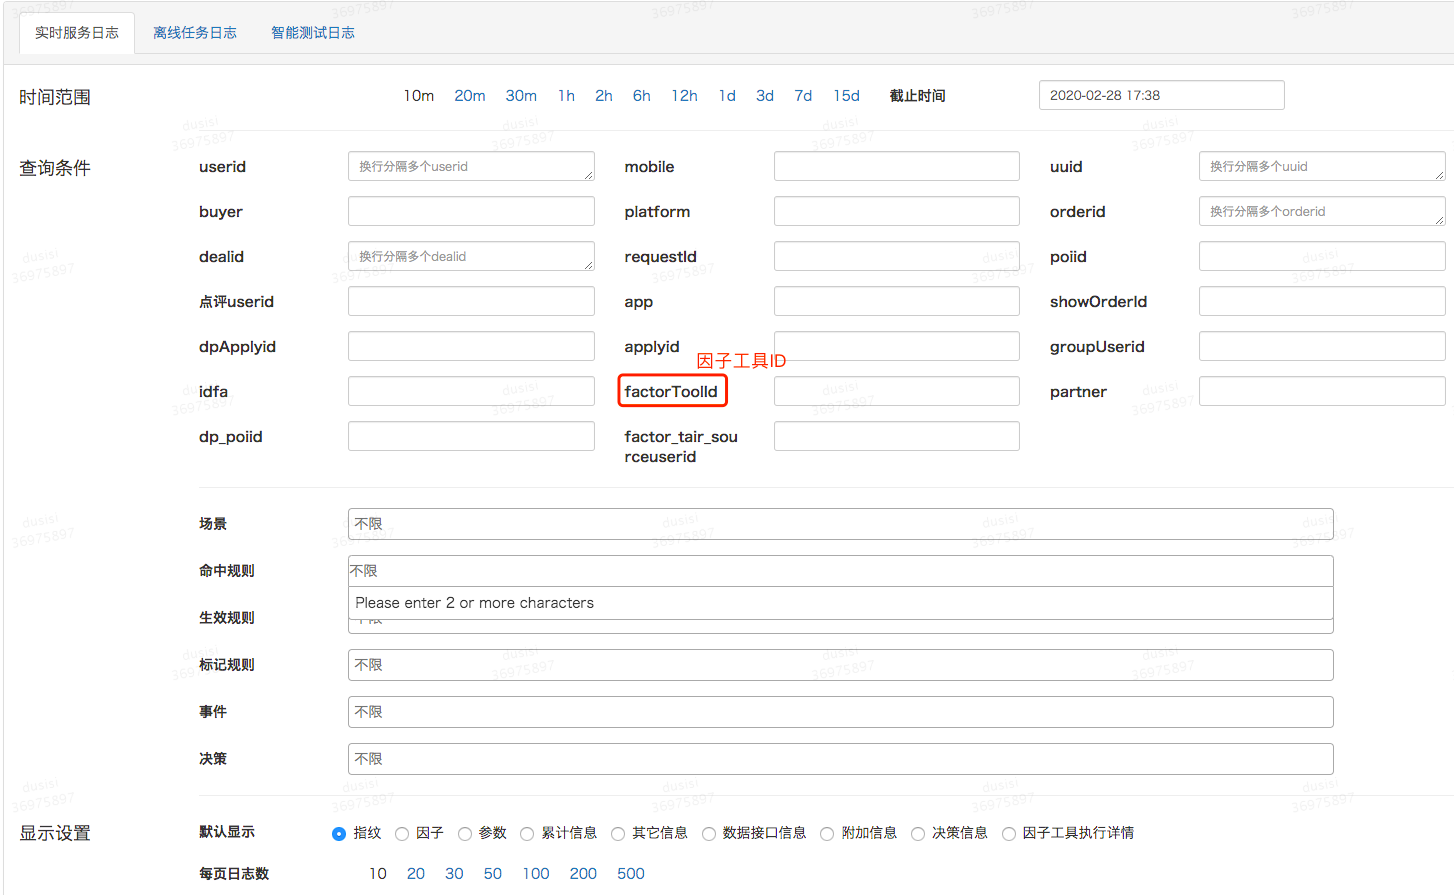 实时服务日志 离线任务日志 智能测试日志
时间范围 10m 20m 30m 1h 2h 6h 12h 1d 3d 7d 15d 截止时间 2020-02-28 17:38
查询条件 userid 换行分隔多个userid mobile uuid 换行分隔多个uuid
buyer platform orderid 换行分隔多个orderid
dealid 换行分隔多个dealid requestId poiid
点评userid app showOrderId
dpApplyid applyid groupUserid
因子工具ID
idfa factorToolId partner
dp_poiid factor_tair_sou
rceuserid
场景 不限
命中规则 不限
Please enter 2 or more characters
生效规则 不限
标记规则 不限
事件 不限
决策 不限
显示设置 默认显示 指纹 因子 参数 累计信息 其它信息 数据接口信息 附加信息 决策信息 因子工具执行详情
每页日志数 10 20 30 50 100 200 500
dusisi
36975897